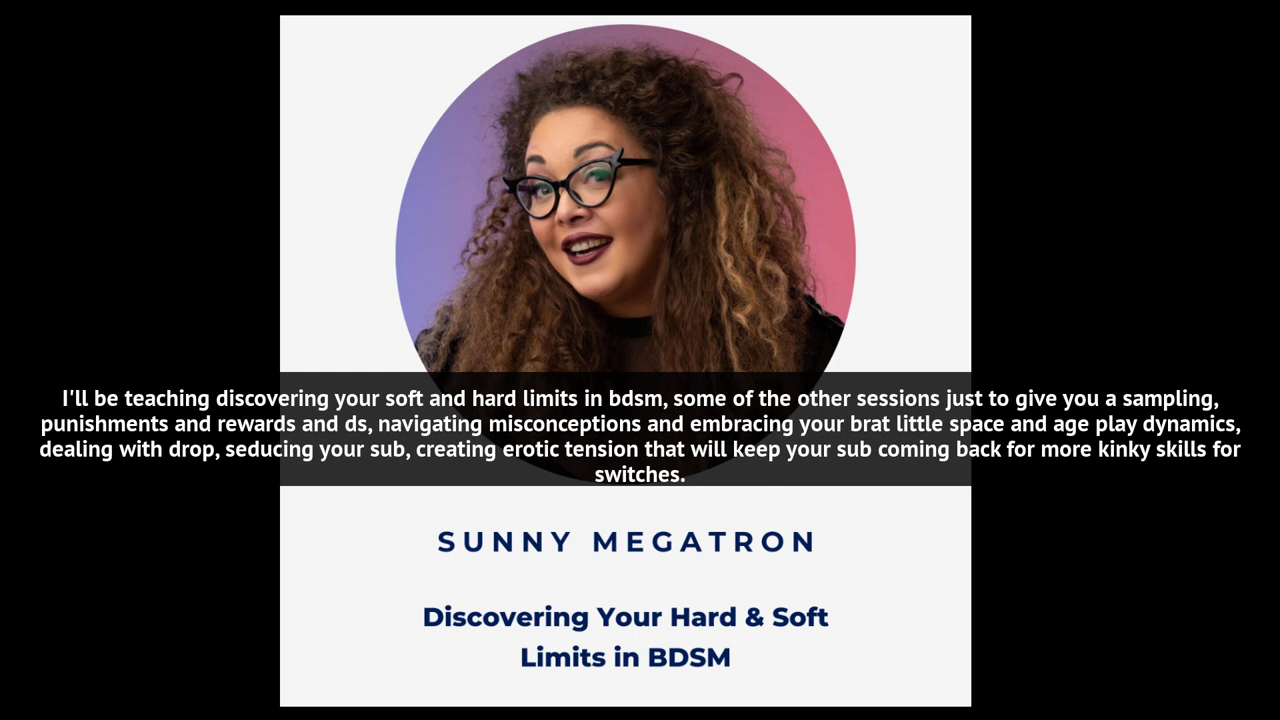 I'll be teaching discovering your soft and hard limits in bdsm, some of the other sessions just to give you a sampling,
punishments and rewards and ds, navigating misconceptions and embracing your brat little space and age play dynamics,
dealing with drop, seducing your sub, creating erotic tension that will keep your sub coming back for more kinky skills for
switches.
SUNNY MEGATRON
Discovering Your Hard & Soft
Limits in BDSM